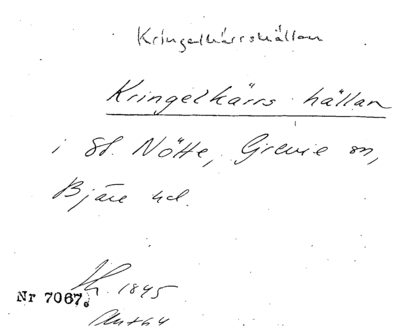 Kringelkärrshällan
Kringelkärrs hällan
i St. Nötte, Grevie sn,
Bjäre hd.
1845
Nr 7067.